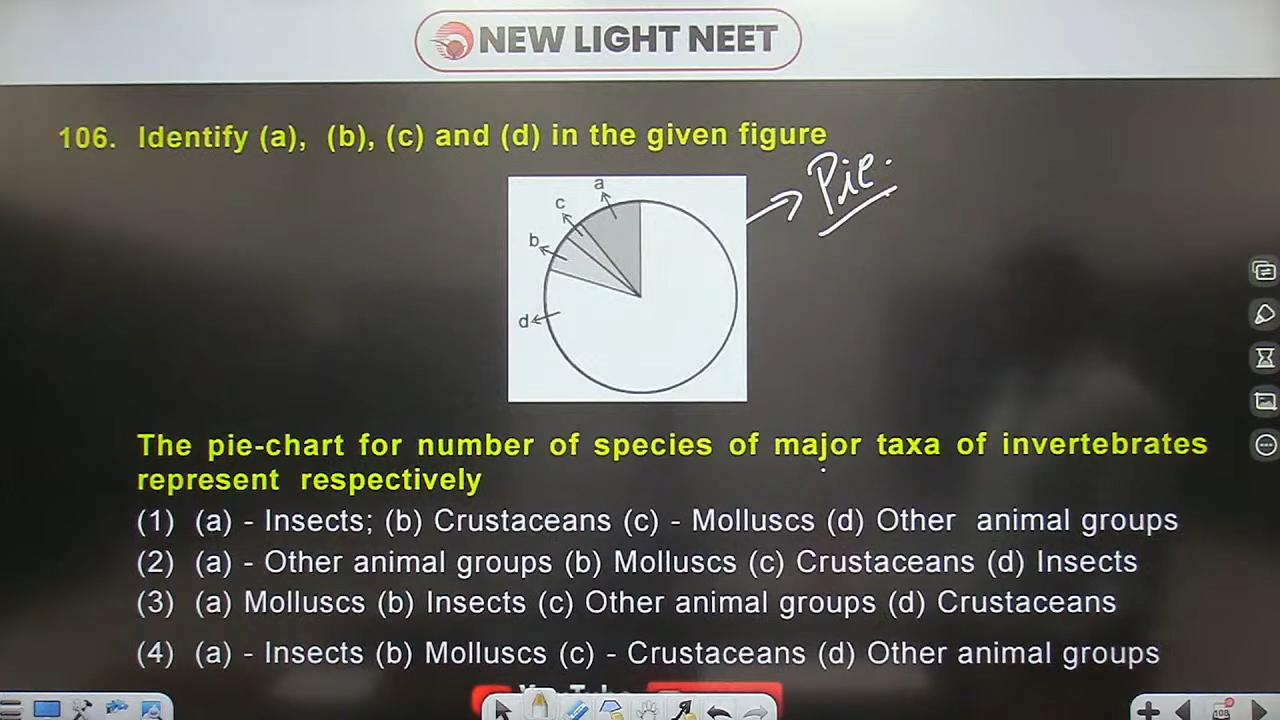 NEW LIGHT NEET
106. Identify (a), (b), (c) and (d) in the given figure
Pie.
a
c
b
d
The pie-chart for number of species of major taxa of invertebrates
represent respectively
(1) (a) - Insects; (b) Crustaceans (c) - Molluscs (d) Other animal groups
(2) (a) - Other animal groups (b) Molluscs (c) Crustaceans (d) Insects
(3) (a) Molluscs (b) Insects (c) Other animal groups (d) Crustaceans
(4) (a) - Insects (b) Molluscs (c) - Crustaceans (d) Other animal groups
YouTube